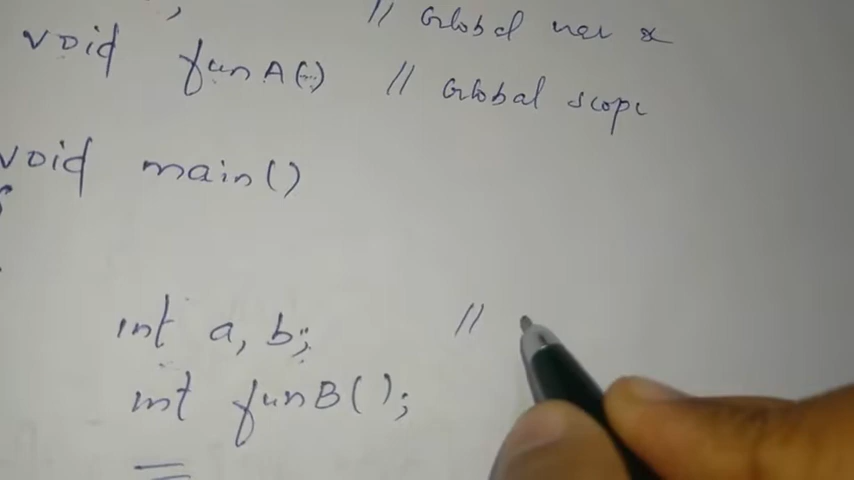 ; // Global var x
void funA(..) // Global scope
void main()
int a, b; //
int funB();